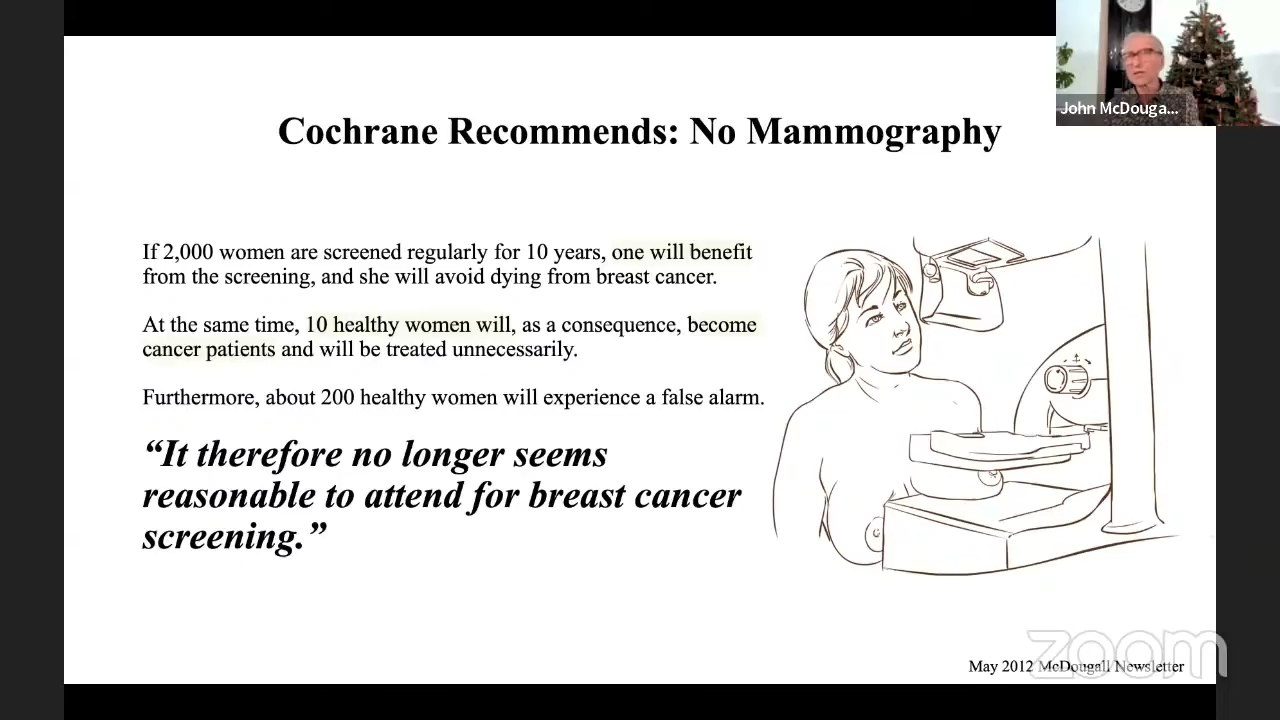 John McDouga...
Cochrane Recommends: No Mammography
If 2,000 women are screened regularly for 10 years, one will benefit
from the screening, and she will avoid dying from breast cancer.
At the same time, 10 healthy women will, as a consequence, become
cancer patients and will be treated unnecessarily.
Furthermore, about 200 healthy women will experience a false alarm.
“It therefore no longer seems
reasonable to attend for breast cancer
screening.”
zoom
May 2012 McDougall Newsletter